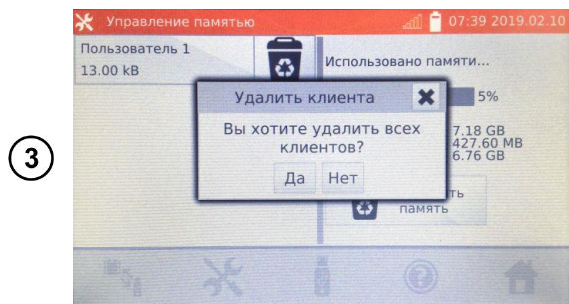 Управление памятью
07:39 2019.02.10
Пользователь 1
13.00 kB
Использовано памяти...
5%
Удалить клиента
Вы хотите удалить всех
клиентов?
Да Нет
7.18 GB
427.60 MB
6.76 GB
ть
память
3